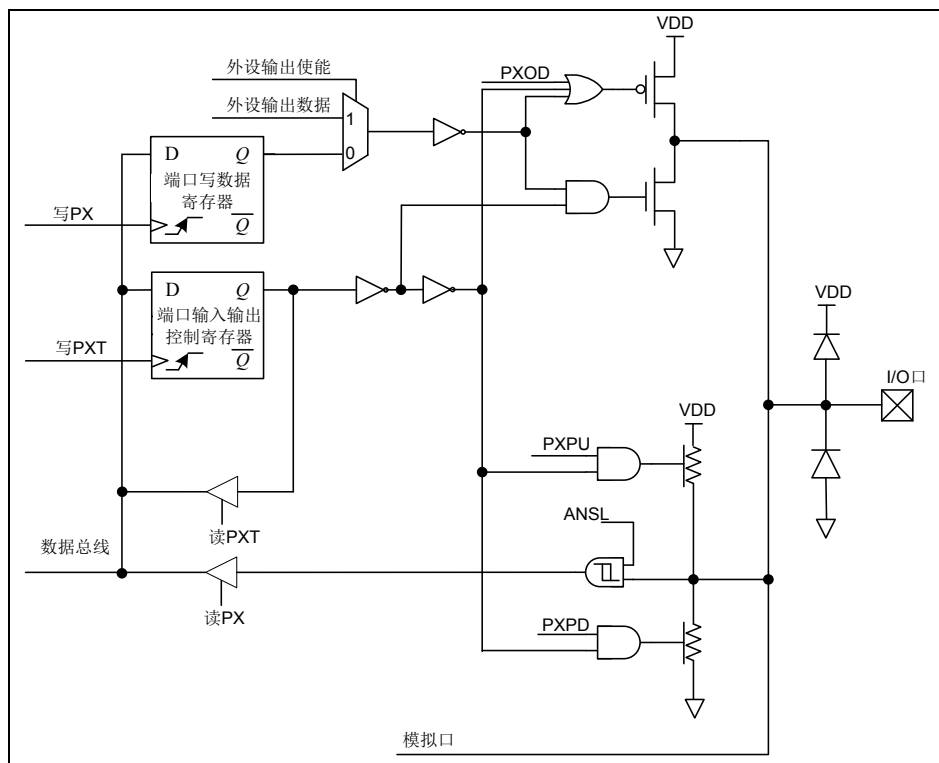 VDD
外设输出使能
PXOD
外设输出数据
1
0
D Q
端口写数据
寄存器
Q
写PX
D Q
端口输入输出
控制寄存器
Q
写PXT
VDD
I/O口
VDD
PXPU
ANSL
读PXT
数据总线
读PX
PXPD
模拟口